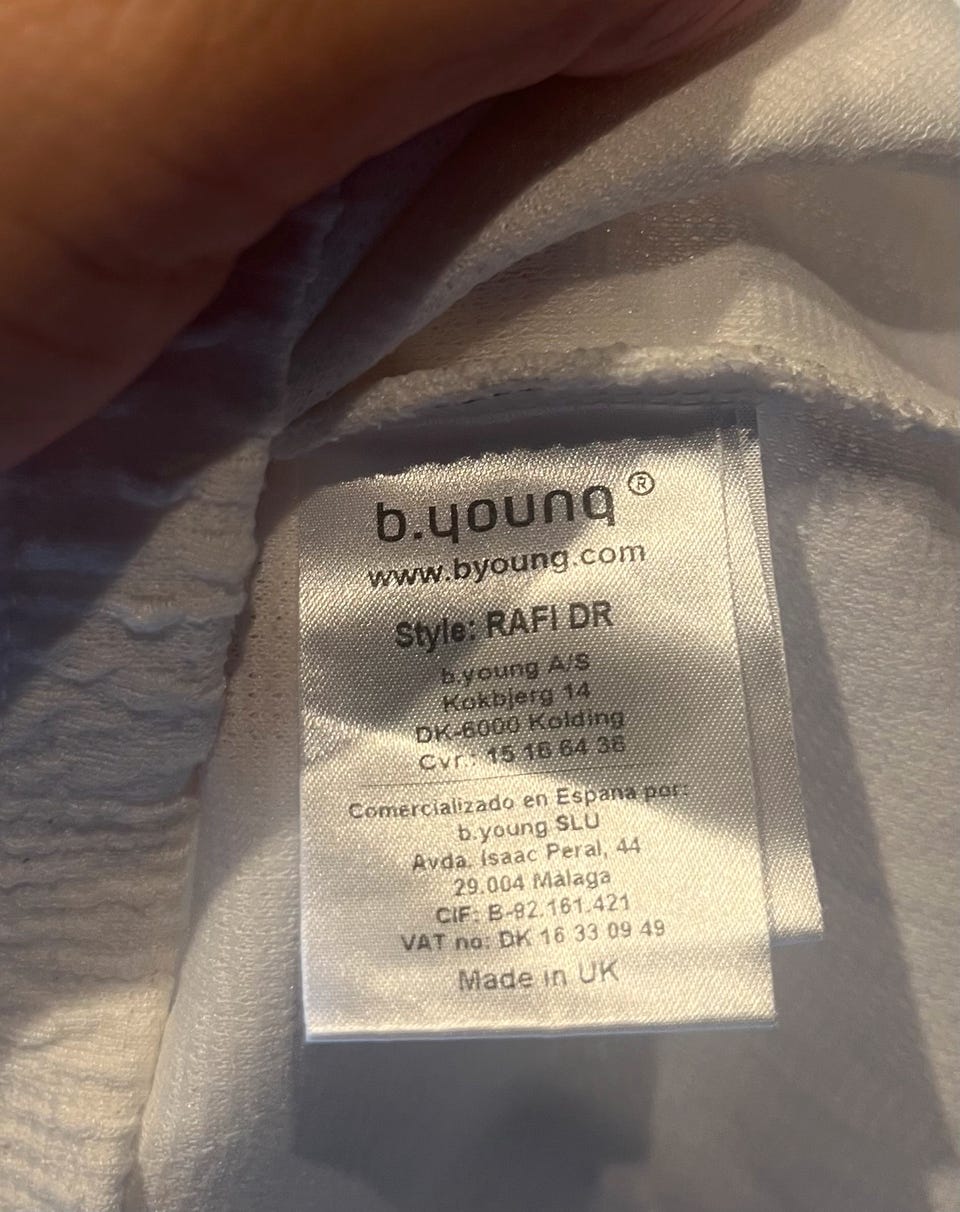 b.young ®
www.byoung.com
Style: RAFI DR
b.young A/S
Kokbjerg 14
DK-6000 Kolding
Cvr.: 15 16 64 36
Comercializado en Espana por:
b.young SLU
Avda. Isaac Peral, 44
29.004 Malaga
CIF: B-92.161.421
VAT no: DK 16 33 09 49
Made in UK